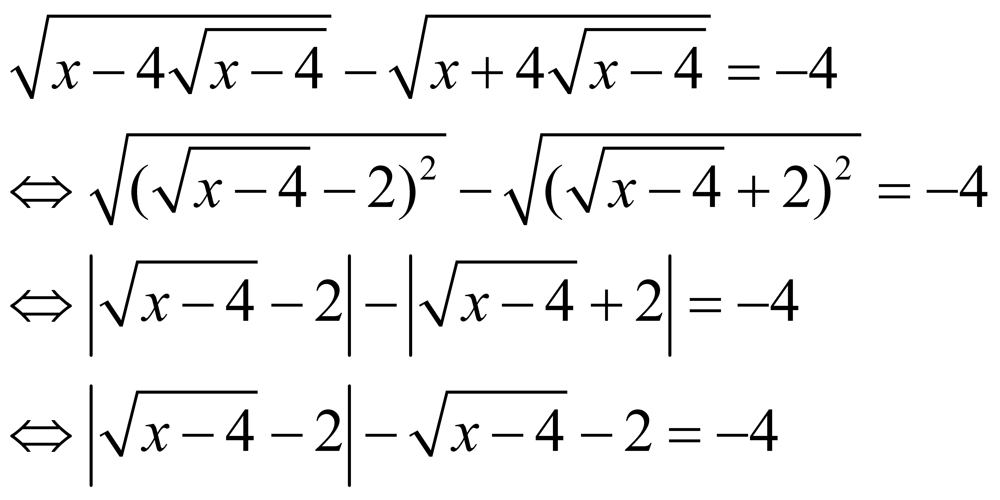 √(x − 4√(x − 4)) − √(x + 4√(x − 4)) = −4
⇔ √((√(x − 4) − 2)²) − √((√(x − 4) + 2)²) = −4
⇔ |√(x − 4) − 2| − |√(x − 4) + 2| = −4
⇔ |√(x − 4) − 2| − √(x − 4) − 2 = −4